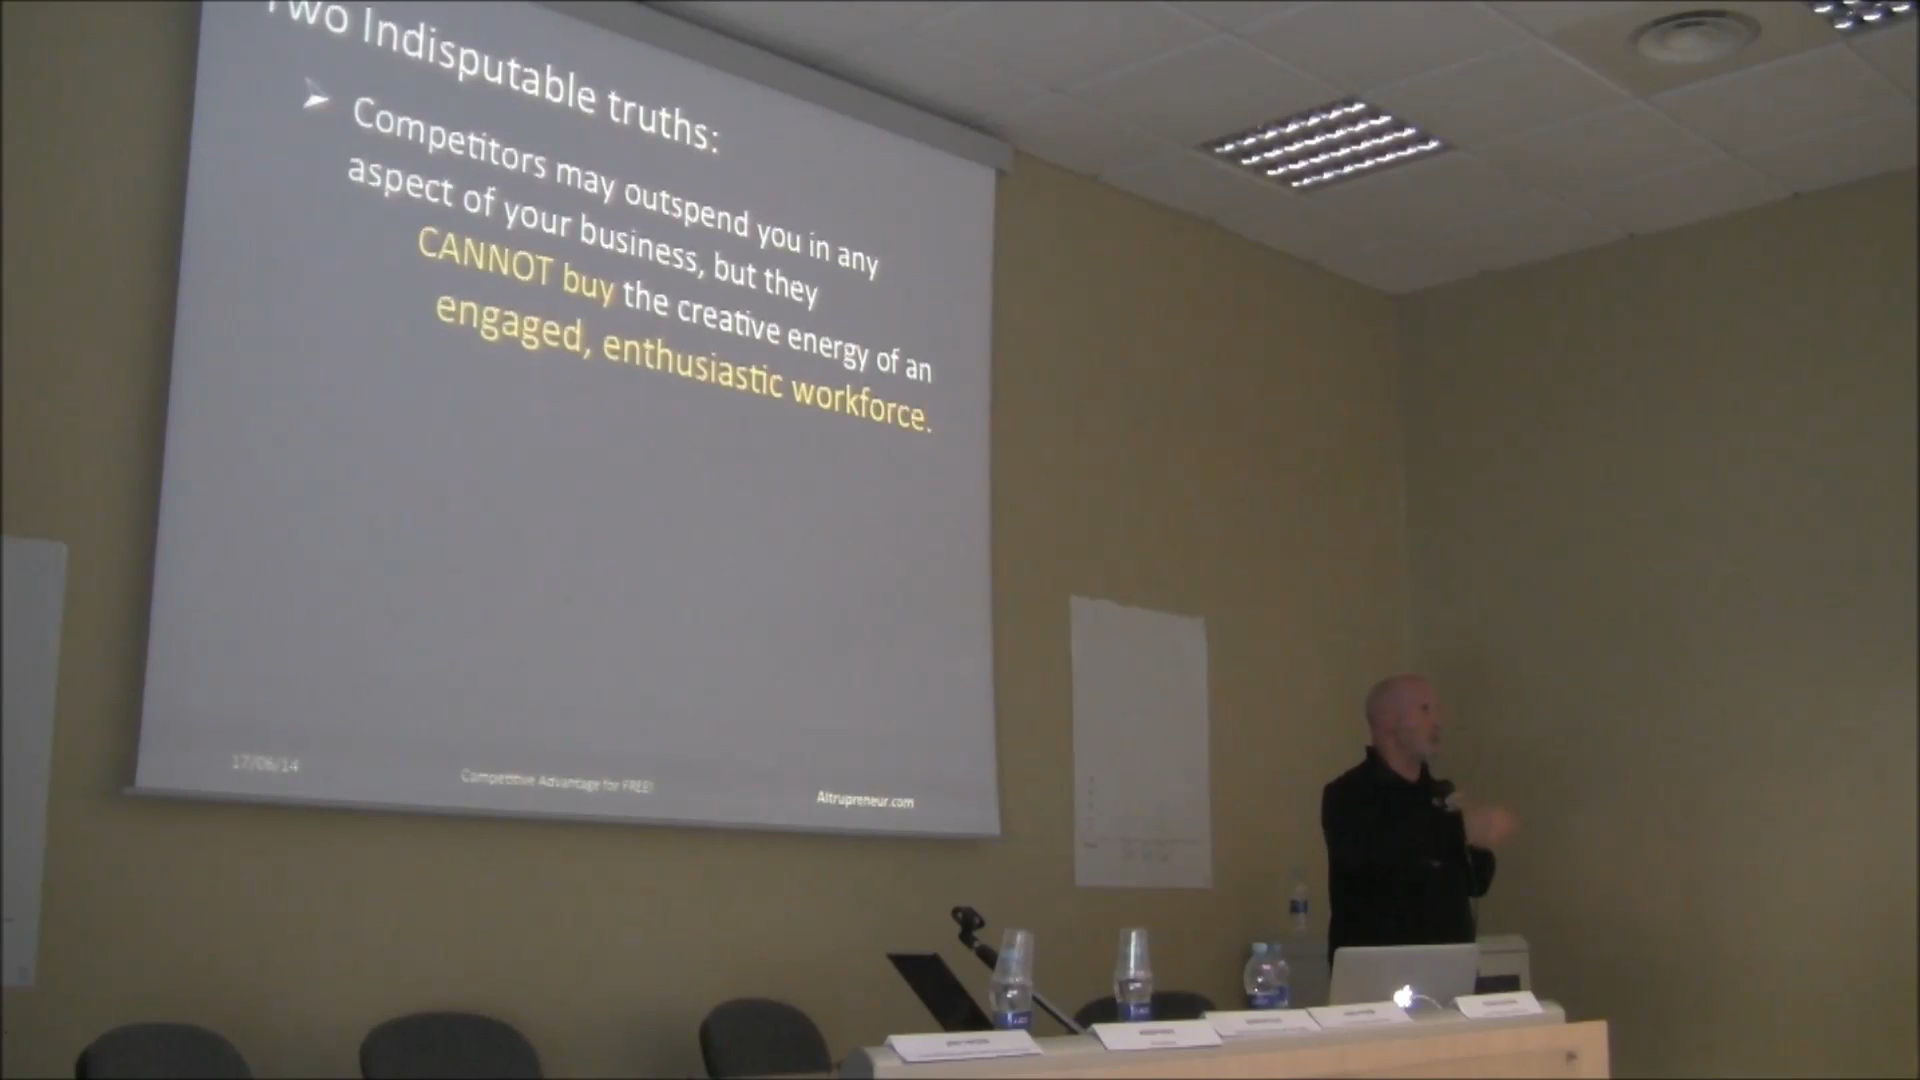 Two Indisputable truths:
➢ Competitors may outspend you in any
aspect of your business, but they
CANNOT buy the creative energy of an
engaged, enthusiastic workforce.
17/06/14
Competitive Advantage for FREE!
Altrupreneur.com